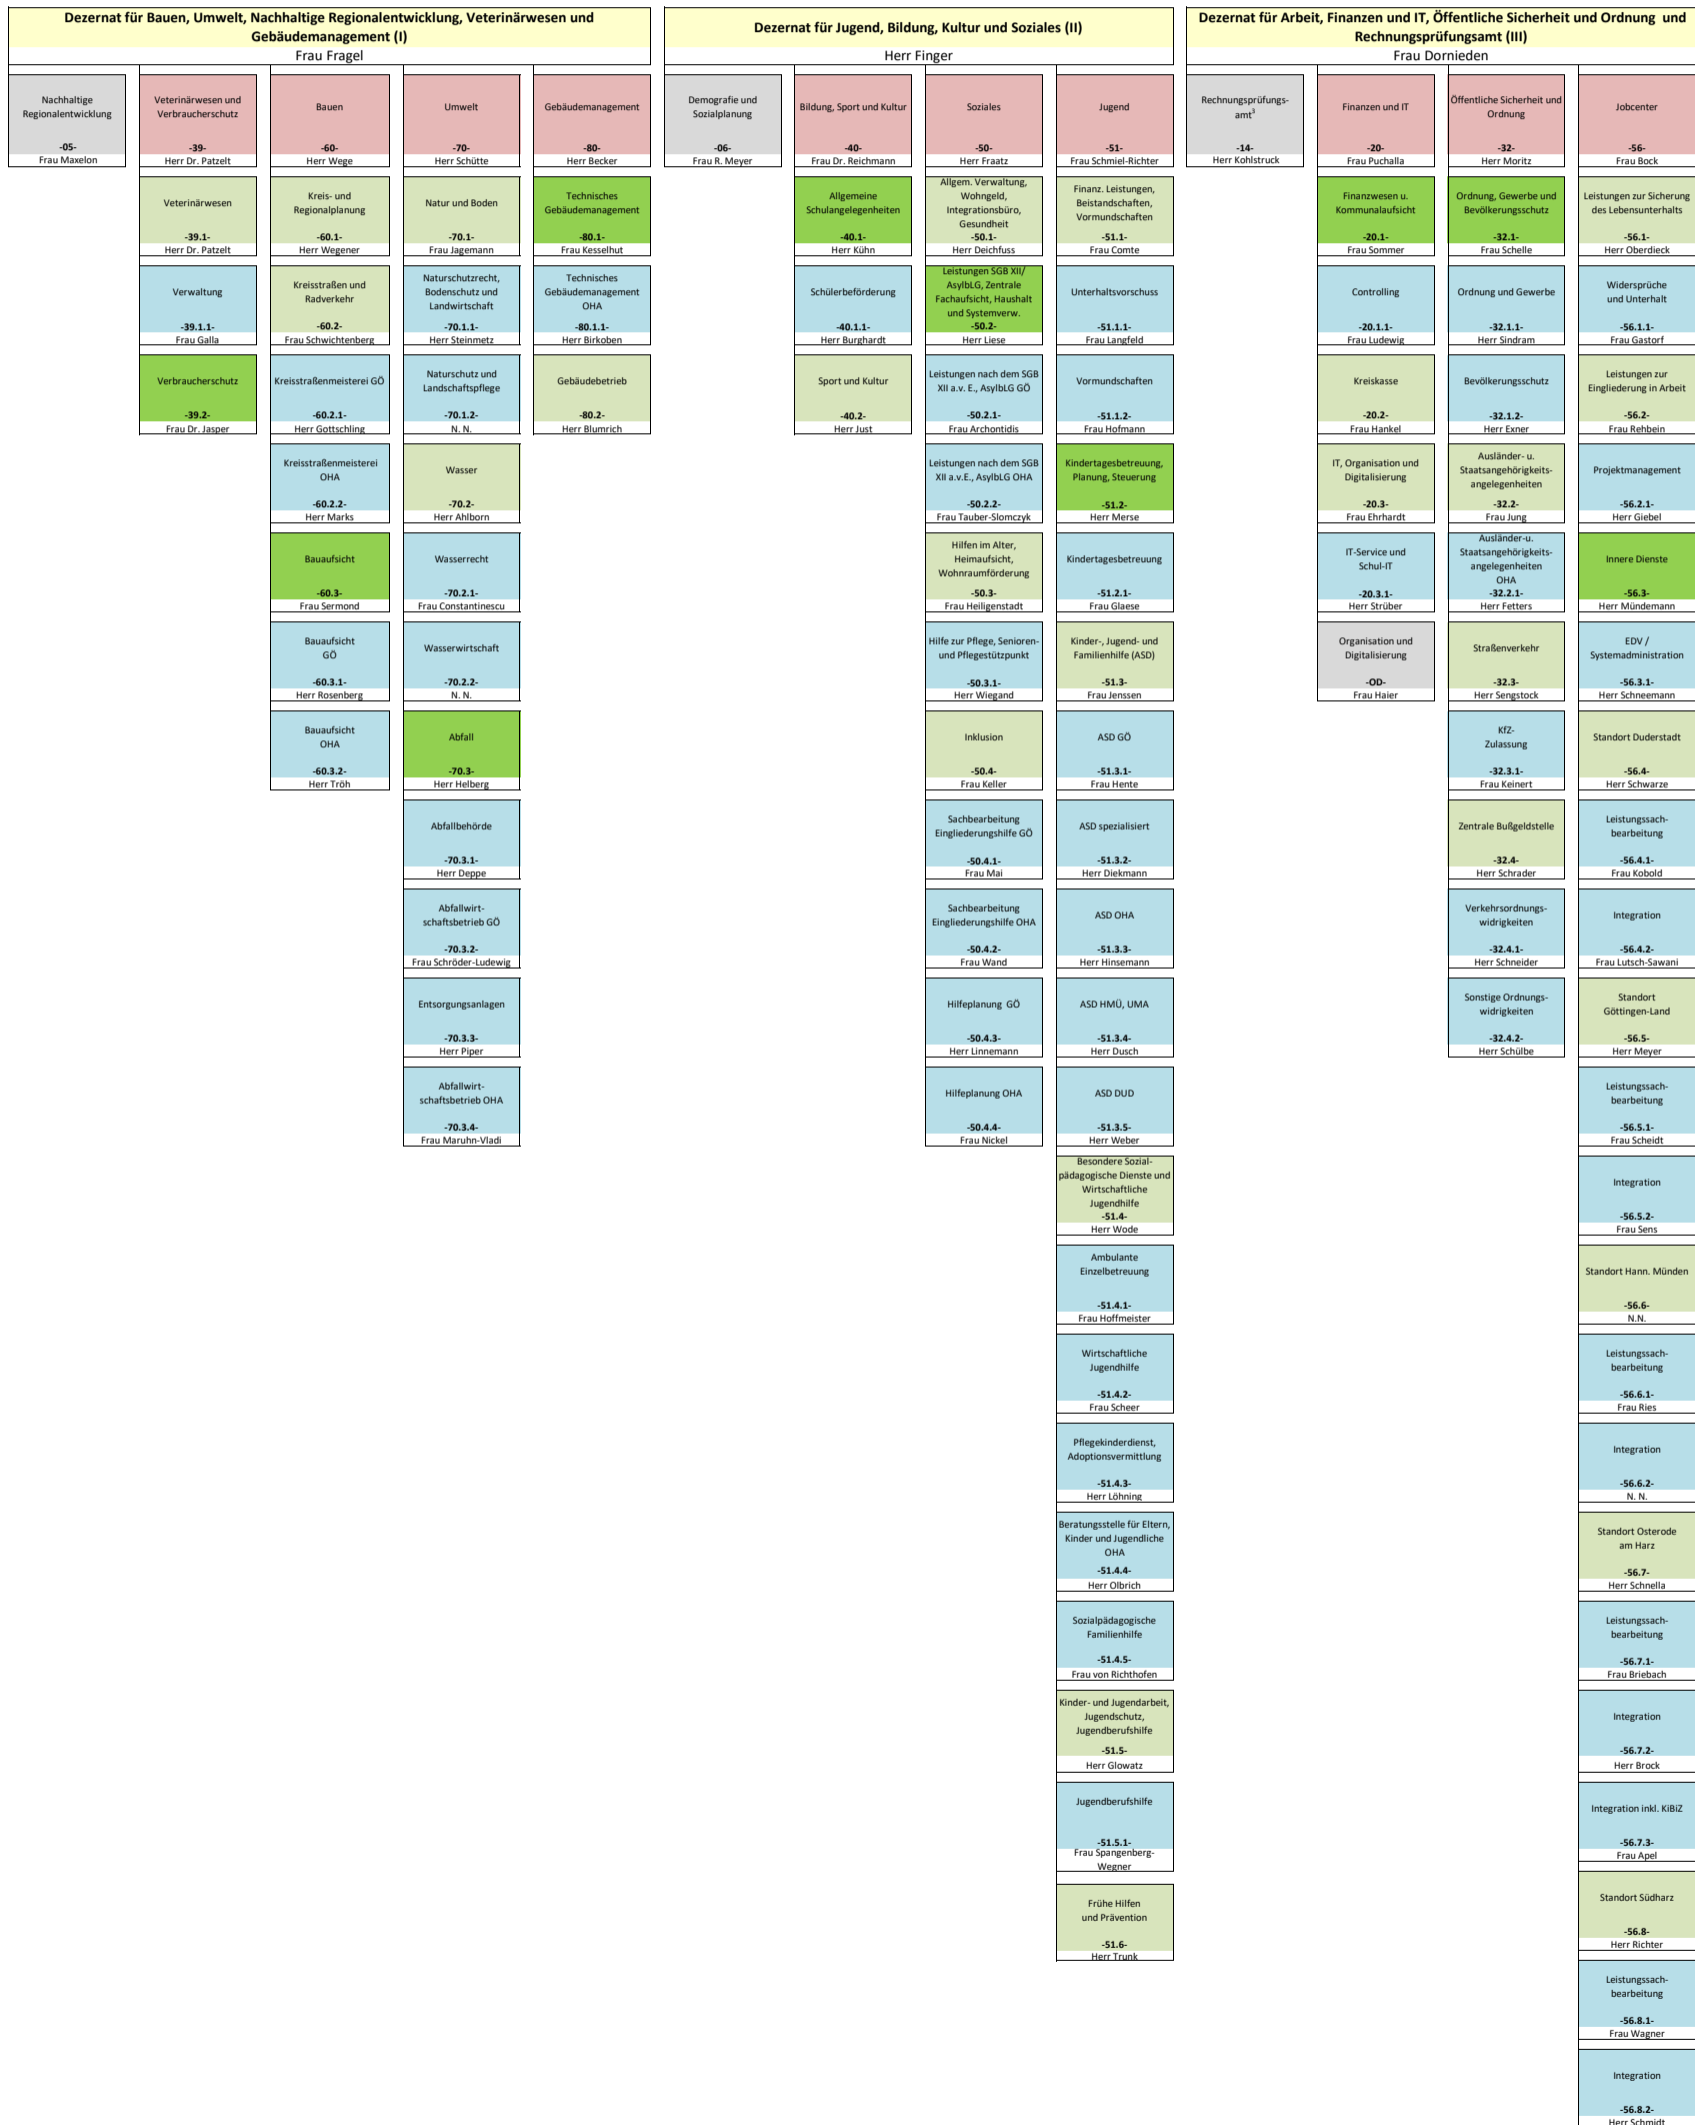 Dezernat für Bauen, Umwelt, Nachhaltige Regionalentwicklung, Veterinärwesen und
Gebäudemanagement (I)
Frau Fragel
Nachhaltige
Regionalentwicklung
-05-
Frau Maxelon
Veterinärwesen und
Verbraucherschutz
-39-
Herr Dr. Patzelt
Veterinärwesen
-39.1-
Herr Dr. Patzelt
Verwaltung
-39.1.1-
Frau Galla
Verbraucherschutz
-39.2-
Frau Dr. Jasper
Bauen
-60-
Herr Wege
Kreis- und
Regionalplanung
-60.1-
Herr Wegener
Kreisstraßen und
Radverkehr
-60.2-
Frau Schwichtenberg
Kreisstraßenmeisterei GÖ
-60.2.1-
Herr Gottschling
Kreisstraßenmeisterei
OHA
-60.2.2-
Herr Marks
Bauaufsicht
-60.3-
Frau Sermond
Bauaufsicht
GÖ
-60.3.1-
Herr Rosenberg
Bauaufsicht
OHA
-60.3.2-
Herr Tröh
Umwelt
-70-
Herr Schütte
Natur und Boden
-70.1-
Frau Jagemann
Naturschutzrecht,
Bodenschutz und
Landwirtschaft
-70.1.1-
Herr Steinmetz
Naturschutz und
Landschaftspflege
-70.1.2-
N. N.
Wasser
-70.2-
Herr Ahlborn
Wasserrecht
-70.2.1-
Frau Constantinescu
Wasserwirtschaft
-70.2.2-
N. N.
Abfall
-70.3-
Herr Helberg
Abfallbehörde
-70.3.1-
Herr Deppe
Abfallwirt-
schaftsbetrieb GÖ
-70.3.2-
Frau Schröder-Ludewig
Entsorgungsanlagen
-70.3.3-
Herr Piper
Abfallwirt-
schaftsbetrieb OHA
-70.3.4-
Frau Maruhn-Vladi
Gebäudemanagement
-80-
Herr Becker
Technisches
Gebäudemanagement
-80.1-
Frau Kesselhut
Technisches
Gebäudemanagement
OHA
-80.1.1-
Herr Birkoben
Gebäudebetrieb
-80.2-
Herr Blumrich
Dezernat für Jugend, Bildung, Kultur und Soziales (II)
Herr Finger
Demografie und
Sozialplanung
-06-
Frau R. Meyer
Bildung, Sport und Kultur
-40-
Frau Dr. Reichmann
Allgemeine
Schulangelegenheiten
-40.1-
Herr Kühn
Schülerbeförderung
-40.1.1-
Herr Burghardt
Sport und Kultur
-40.2-
Herr Just
Soziales
-50-
Herr Fraatz
Allgem. Verwaltung,
Wohngeld,
Integrationsbüro,
Gesundheit
-50.1-
Herr Deichfuss
Leistungen SGB XII/
AsylbLG, Zentrale
Fachaufsicht, Haushalt
und Systemverw.
-50.2-
Herr Liese
Leistungen nach dem SGB
XII a.v. E., AsylbLG GÖ
-50.2.1-
Frau Archontidis
Leistungen nach dem SGB
XII a.v.E., AsylbLG OHA
-50.2.2-
Frau Tauber-Slomczyk
Hilfen im Alter,
Heimaufsicht,
Wohnraumförderung
-50.3-
Frau Heiligenstadt
Hilfe zur Pflege, Senioren-
und Pflegestützpunkt
-50.3.1-
Herr Wiegand
Inklusion
-50.4-
Frau Keller
Sachbearbeitung
Eingliederungshilfe GÖ
-50.4.1-
Frau Mai
Sachbearbeitung
Eingliederungshilfe OHA
-50.4.2-
Frau Wand
Hilfeplanung  GÖ
-50.4.3-
Herr Linnemann
Hilfeplanung OHA
-50.4.4-
Frau Nickel
Jugend
-51-
Frau Schmiel-Richter
Finanz. Leistungen,
Beistandschaften,
Vormundschaften
-51.1-
Frau Comte
Unterhaltsvorschuss
-51.1.1-
Frau Langfeld
Vormundschaften
-51.1.2-
Frau Hofmann
Kindertagesbetreuung,
Planung, Steuerung
-51.2-
Herr Merse
Kindertagesbetreuung
-51.2.1-
Frau Glaese
Kinder-, Jugend- und
Familienhilfe (ASD)
-51.3-
Frau Jenssen
ASD GÖ
-51.3.1-
Frau Hente
ASD spezialisiert
-51.3.2-
Herr Diekmann
ASD OHA
-51.3.3-
Herr Hinsemann
ASD HMÜ, UMA
-51.3.4-
Herr Dusch
ASD DUD
-51.3.5-
Herr Weber
Besondere Sozial-
pädagogische Dienste und
Wirtschaftliche
Jugendhilfe
-51.4-
Herr Wode
Ambulante
Einzelbetreuung
-51.4.1-
Frau Hoffmeister
Wirtschaftliche
Jugendhilfe
-51.4.2-
Frau Scheer
Pflegekinderdienst,
Adoptionsvermittlung
-51.4.3-
Herr Löhning
Beratungsstelle für Eltern,
Kinder und Jugendliche
OHA
-51.4.4-
Herr Olbrich
Sozialpädagogische
Familienhilfe
-51.4.5-
Frau von Richthofen
Kinder- und Jugendarbeit,
Jugendschutz,
Jugendberufshilfe
-51.5-
Herr Glowatz
Jugendberufshilfe
-51.5.1-
Frau Spangenberg-
Wegner
Frühe Hilfen
und Prävention
-51.6-
Herr Trunk
Dezernat für Arbeit, Finanzen und IT, Öffentliche Sicherheit und Ordnung  und
Rechnungsprüfungsamt (III)
Frau Dornieden
Rechnungsprüfungs-
amt³
-14-
Herr Kohlstruck
Finanzen und IT
-20-
Frau Puchalla
Finanzwesen u.
Kommunalaufsicht
-20.1-
Frau Sommer
Controlling
-20.1.1-
Frau Ludewig
Kreiskasse
-20.2-
Frau Hankel
IT, Organisation und
Digitalisierung
-20.3-
Frau Ehrhardt
IT-Service und
Schul-IT
-20.3.1-
Herr Strüber
Organisation und
Digitalisierung
-OD-
Frau Haier
Öffentliche Sicherheit und
Ordnung
-32-
Herr Moritz
Ordnung, Gewerbe und
Bevölkerungsschutz
-32.1-
Frau Schelle
Ordnung und Gewerbe
-32.1.1-
Herr Sindram
Bevölkerungsschutz
-32.1.2-
Herr Exner
Ausländer- u.
Staatsangehörigkeits-
angelegenheiten
-32.2-
Frau Jung
Ausländer-u.
Staatsangehörigkeits-
angelegenheiten
OHA
-32.2.1-
Herr Fetters
Straßenverkehr
-32.3-
Herr Sengstock
KfZ-
Zulassung
-32.3.1-
Frau Keinert
Zentrale Bußgeldstelle
-32.4-
Herr Schrader
Verkehrsordnungs-
widrigkeiten
-32.4.1-
Herr Schneider
Sonstige Ordnungs-
widrigkeiten
-32.4.2-
Herr Schülbe
Jobcenter
-56-
Frau Bock
Leistungen zur Sicherung
des Lebensunterhalts
-56.1-
Herr Oberdieck
Widersprüche
und Unterhalt
-56.1.1-
Frau Gastorf
Leistungen zur
Eingliederung in Arbeit
-56.2-
Frau Rehbein
Projektmanagement
-56.2.1-
Herr Giebel
Innere Dienste
-56.3-
Herr Mündemann
EDV /
Systemadministration
-56.3.1-
Herr Schneemann
Standort Duderstadt
-56.4-
Herr Schwarze
Leistungssach-
bearbeitung
-56.4.1-
Frau Kobold
Integration
-56.4.2-
Frau Lutsch-Sawani
Standort
Göttingen-Land
-56.5-
Herr Meyer
Leistungssach-
bearbeitung
-56.5.1-
Frau Scheidt
Integration
-56.5.2-
Frau Sens
Standort Hann. Münden
-56.6-
N.N.
Leistungssach-
bearbeitung
-56.6.1-
Frau Ries
Integration
-56.6.2-
N. N.
Standort Osterode
am Harz
-56.7-
Herr Schnella
Leistungssach-
bearbeitung
-56.7.1-
Frau Briebach
Integration
-56.7.2-
Herr Brock
Integration inkl. KiBiZ
-56.7.3-
Frau Apel
Standort Südharz
-56.8-
Herr Richter
Leistungssach-
bearbeitung
-56.8.1-
Frau Wagner
Integration
-56.8.2-
Herr Schmidt